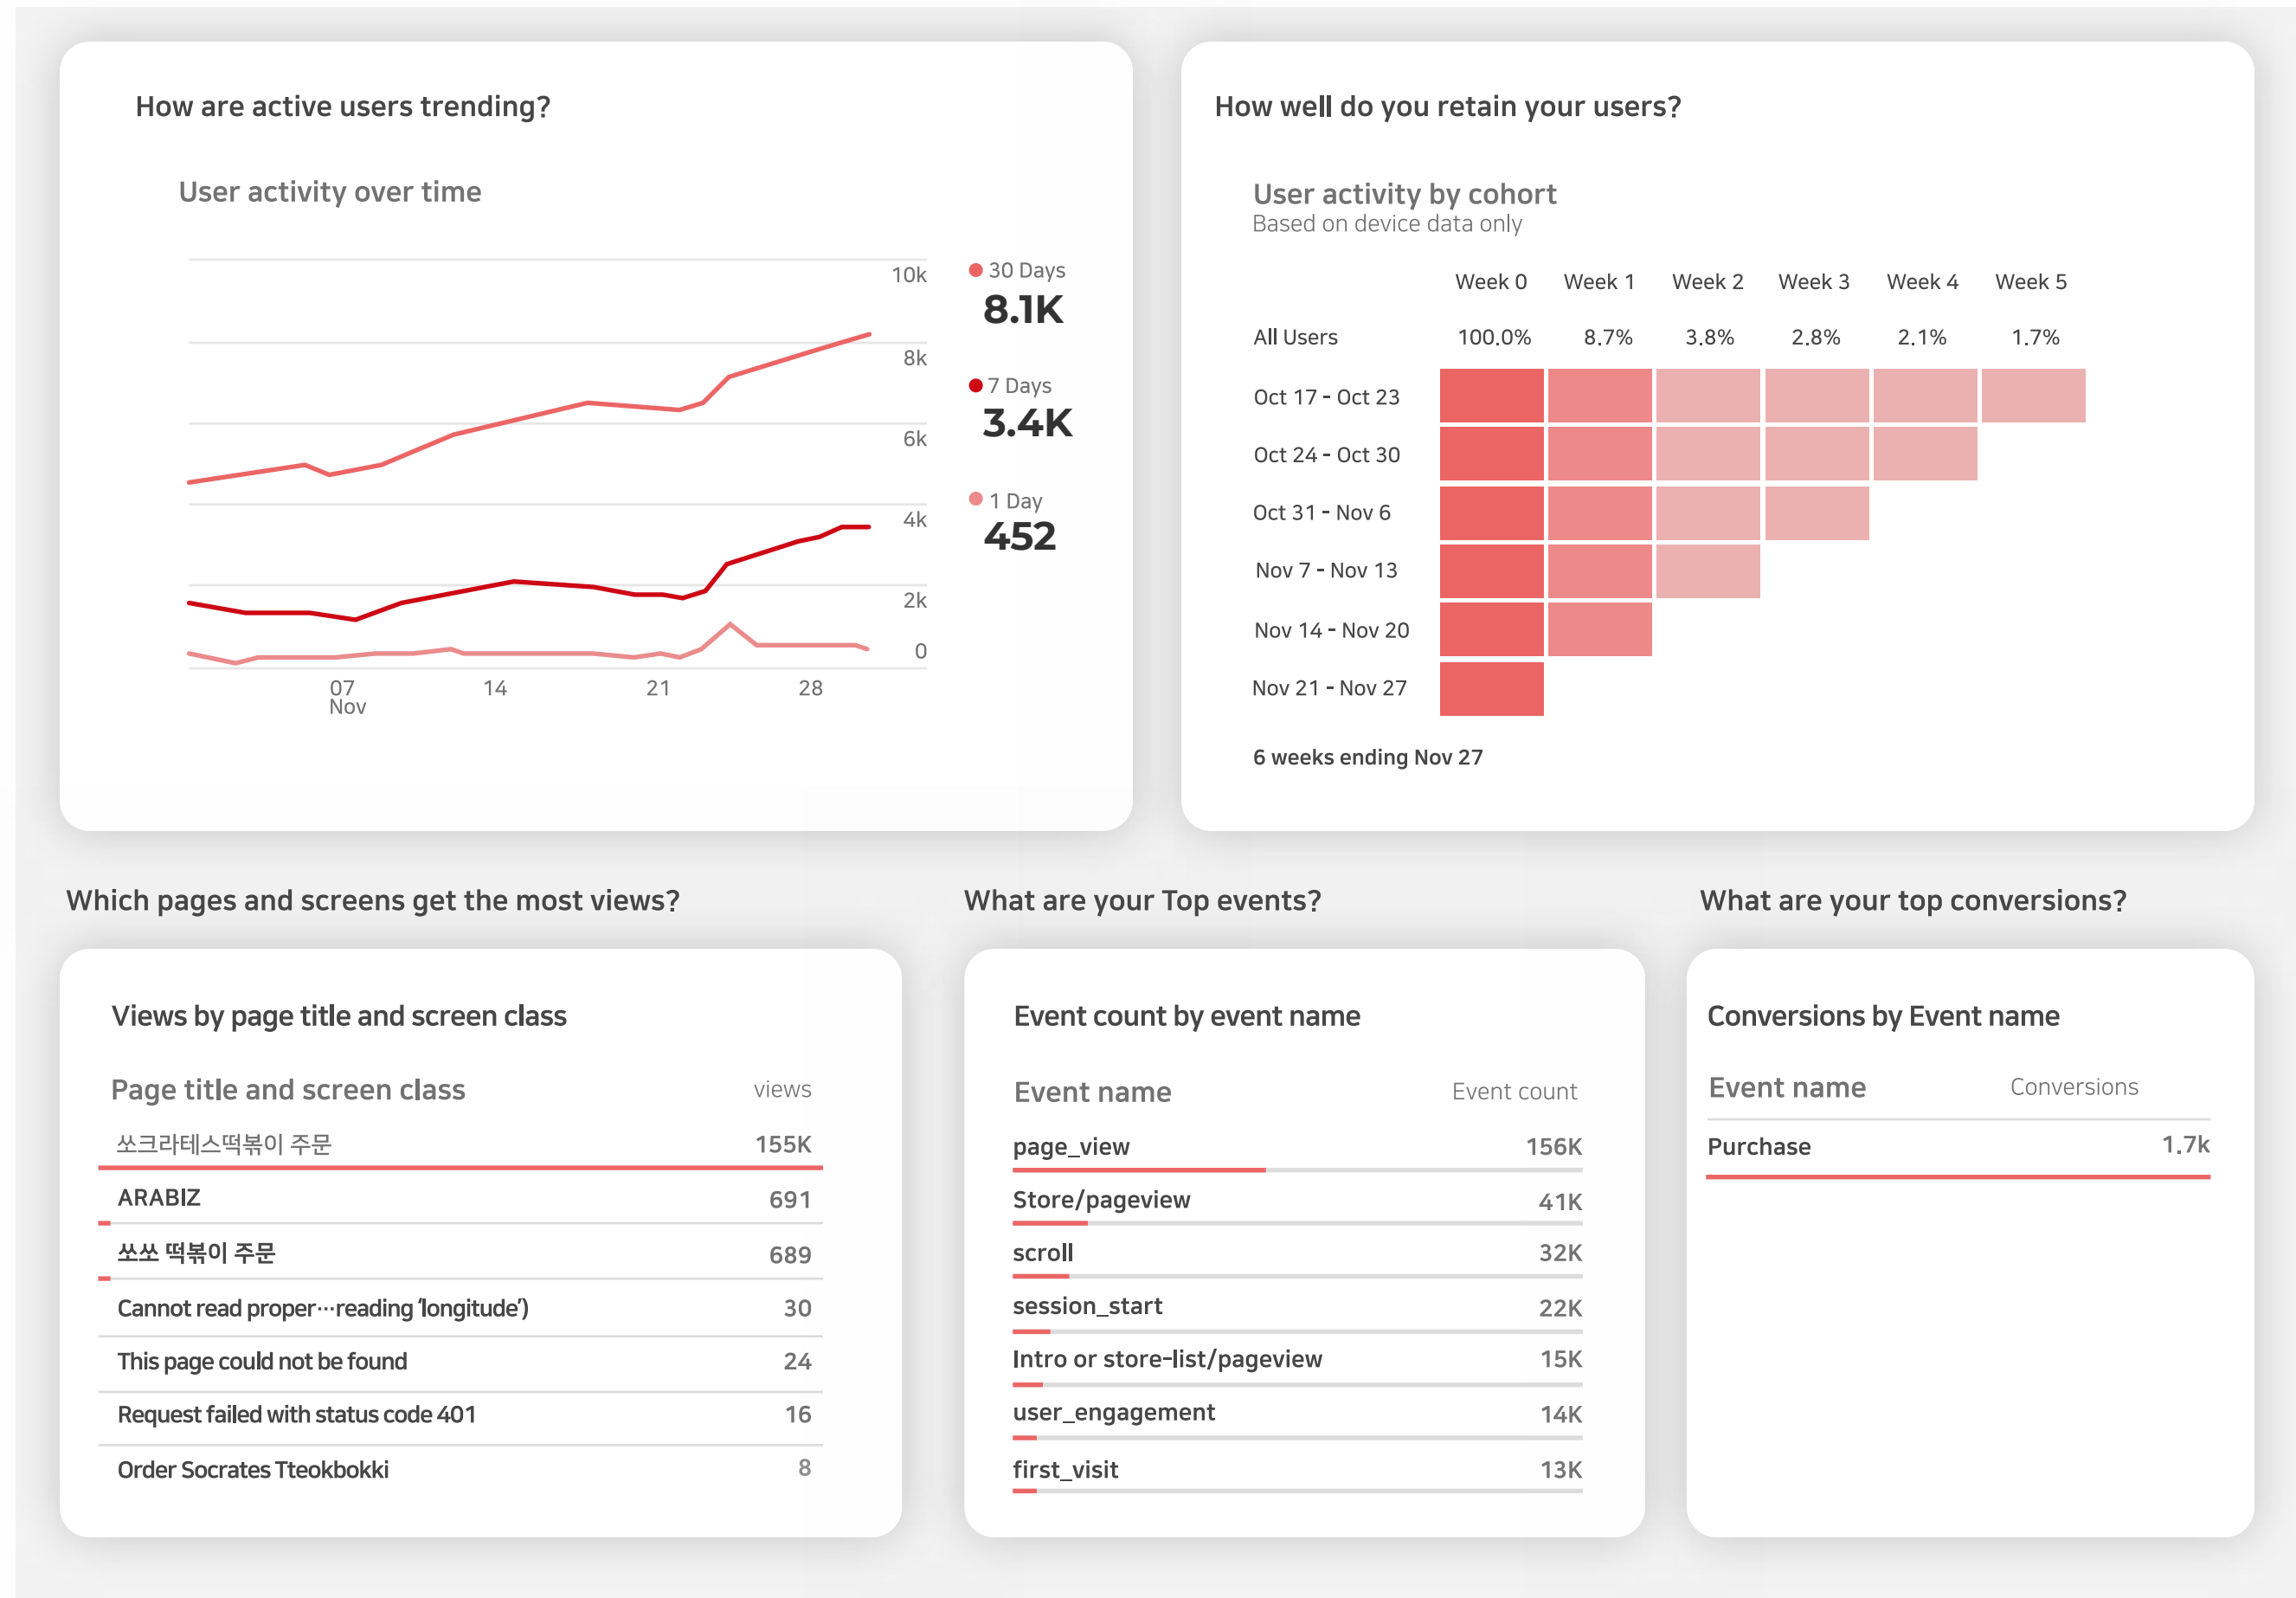 How are active users trending?
User activity over time
10k
8k
6k
4k
2k
0
07
Nov
14
21
28
30 Days
8.1K
7 Days
3.4K
1 Day
452
How well do you retain your users?
User activity by cohort
Based on device data only
Week 0 Week 1 Week 2 Week 3 Week 4 Week 5
All Users 100.0% 8.7% 3.8% 2.8% 2.1% 1.7%
Oct 17 - Oct 23
Oct 24 - Oct 30
Oct 31 - Nov 6
Nov 7 - Nov 13
Nov 14 - Nov 20
Nov 21 - Nov 27
6 weeks ending Nov 27
Which pages and screens get the most views?
Views by page title and screen class
Page title and screen class views
쏘크라테스떡볶이 주문 155K
ARABIZ 691
쏘쏘 떡볶이 주문 689
Cannot read proper···reading ‘longitude’) 30
This page could not be found 24
Request failed with status code 401 16
Order Socrates Tteokbokki 8
What are your Top events?
Event count by event name
Event name Event count
page_view 156K
Store/pageview 41K
scroll 32K
session_start 22K
Intro or store-list/pageview 15K
user_engagement 14K
first_visit 13K
What are your top conversions?
Conversions by Event name
Event name Conversions
Purchase 1.7k